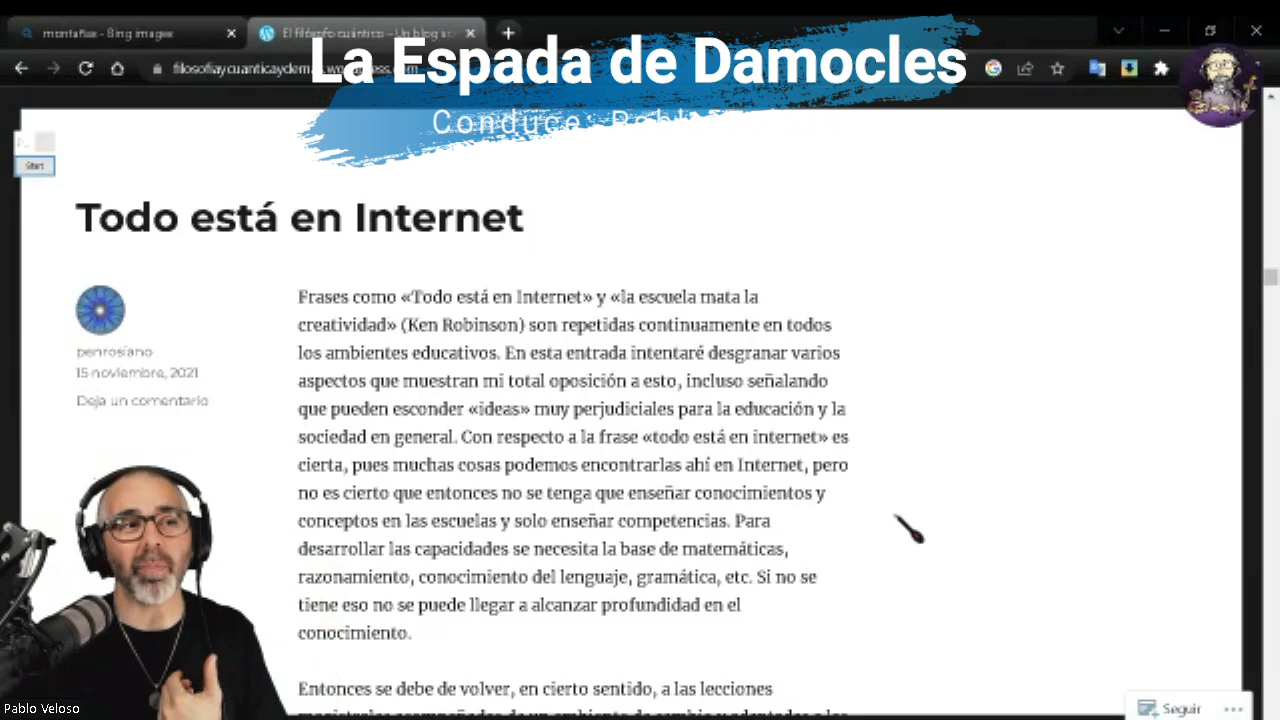 montañas - Bing images
El filósofo cuántico – Un blog
La Espada de Damocles
Conduce:
Start
Todo está en Internet
penrosiano
15 noviembre, 2021
Deja un comentario
Frases como «Todo está en Internet» y «la escuela mata la
creatividad» (Ken Robinson) son repetidas continuamente en todos
los ambientes educativos. En esta entrada intentaré desgranar varios
aspectos que muestran mi total oposición a esto, incluso señalando
que pueden esconder «ideas» muy perjudiciales para la educación y la
sociedad en general. Con respecto a la frase «todo está en internet» es
cierta, pues muchas cosas podemos encontrarlas ahí en Internet, pero
no es cierto que entonces no se tenga que enseñar conocimientos y
conceptos en las escuelas y solo enseñar competencias. Para
desarrollar las capacidades se necesita la base de matemáticas,
razonamiento, conocimiento del lenguaje, gramática, etc. Si no se
tiene eso no se puede llegar a alcanzar profundidad en el
conocimiento.
Entonces se debe de volver, en cierto sentido, a las lecciones
Pablo Veloso
Seguir